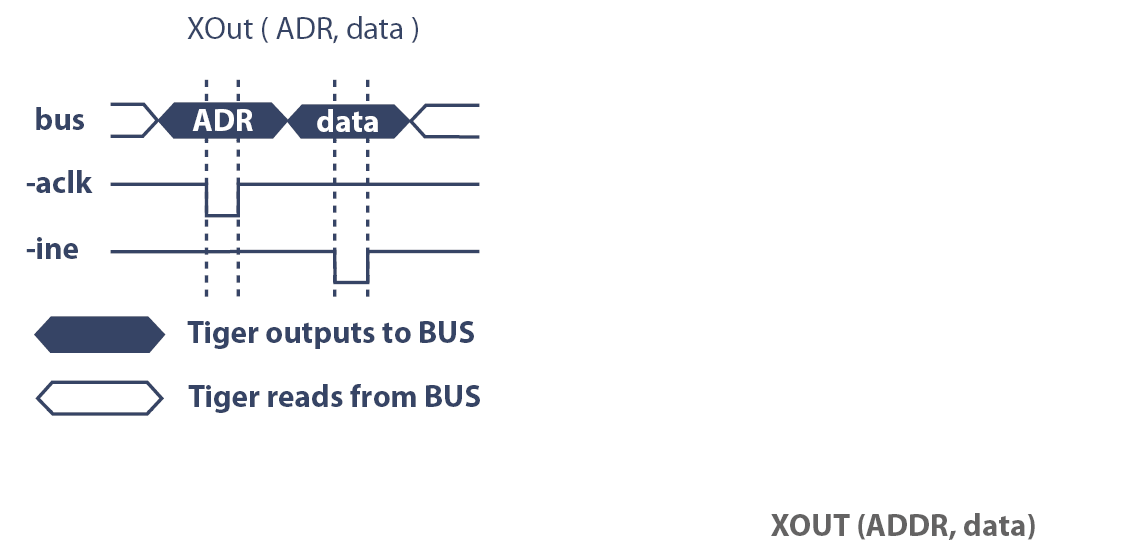 XOut ( ADR, data )
bus
ADR
data
-aclk
-ine
Tiger outputs to BUS
Tiger reads from BUS
XOUT (ADDR, data)